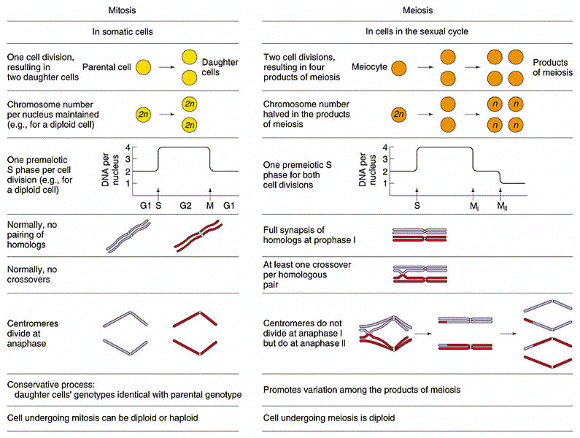 Mitosis
In somatic cells
One cell division,
resulting in
two daughter cells
Parental cell
Daughter
cells
Chromosome number
per nucleus maintained
(e.g., for a diploid cell)
2n
2n
2n
One premeiotic
S phase per cell
division (e.g., for
a diploid cell)
DNA per
nucleus
4
3
2
1
G1 S G2 M G1
Normally, no
pairing of
homologs
Normally, no
crossovers
Centromeres
divide at
anaphase
Conservative process:
daughter cells' genotypes identical with parental genotype
Cell undergoing mitosis can be diploid or haploid
Meiosis
In cells in the sexual cycle
Two cell divisions,
resulting in four
products of meiosis
Meiocyte
Products
of meiosis
Chromosome number
halved in the products
of meiosis
2n
n
n
n
n
One premeiotic S
phase for both
cell divisions
DNA per
nucleus
4
3
2
1
S MI MII
Full synapsis of
homologs at prophase I
At least one crossover
per homologous
pair
Centromeres do not
divide at anaphase I
but do at anaphase II
Promotes variation among the products of meiosis
Cell undergoing meiosis is diploid